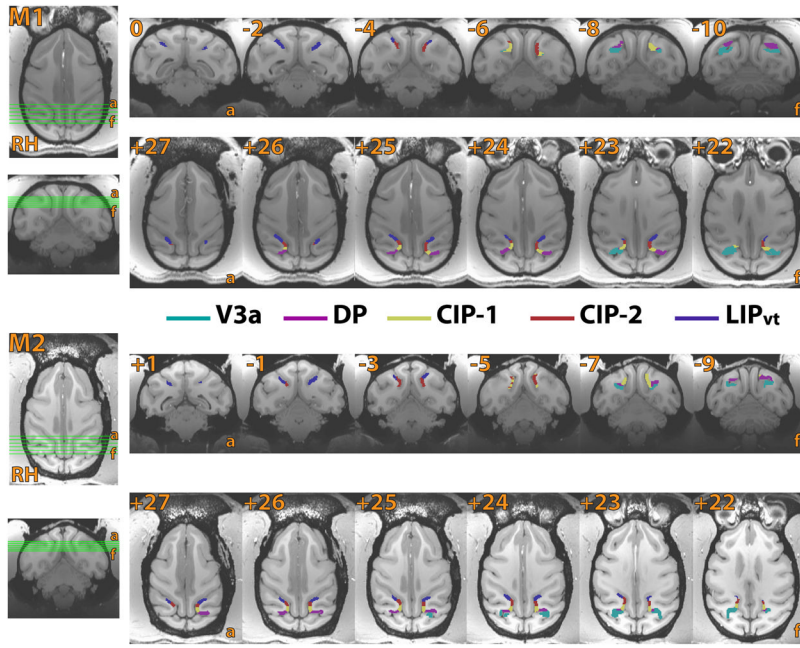 M1
0 -2 -4 -6 -8 -10
a
f
a f
RH
+27 +26 +25 +24 +23 +22
a
f
a f
V3a DP CIP-1 CIP-2 LIPvt
M2
+1 -1 -3 -5 -7 -9
a
f
a f
RH
+27 +26 +25 +24 +23 +22
a
f
a f